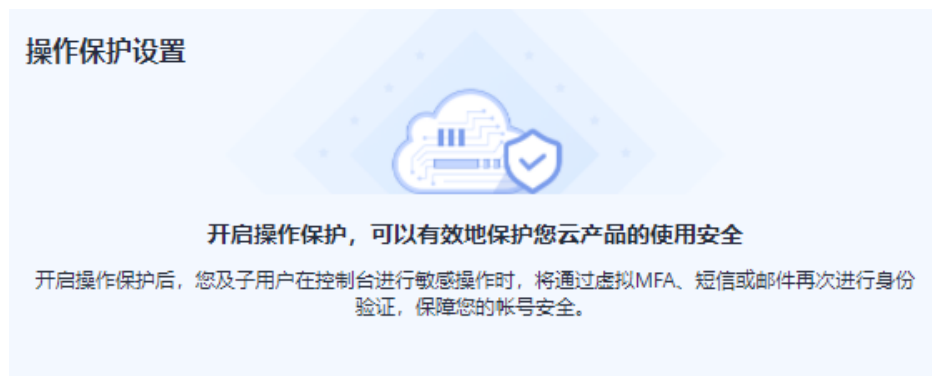 操作保护设置
开启操作保护，可以有效地保护您云产品的使用安全
开启操作保护后，您及子用户在控制台进行敏感操作时，将通过虚拟MFA、短信或邮件再次进行身份
验证，保障您的帐号安全。